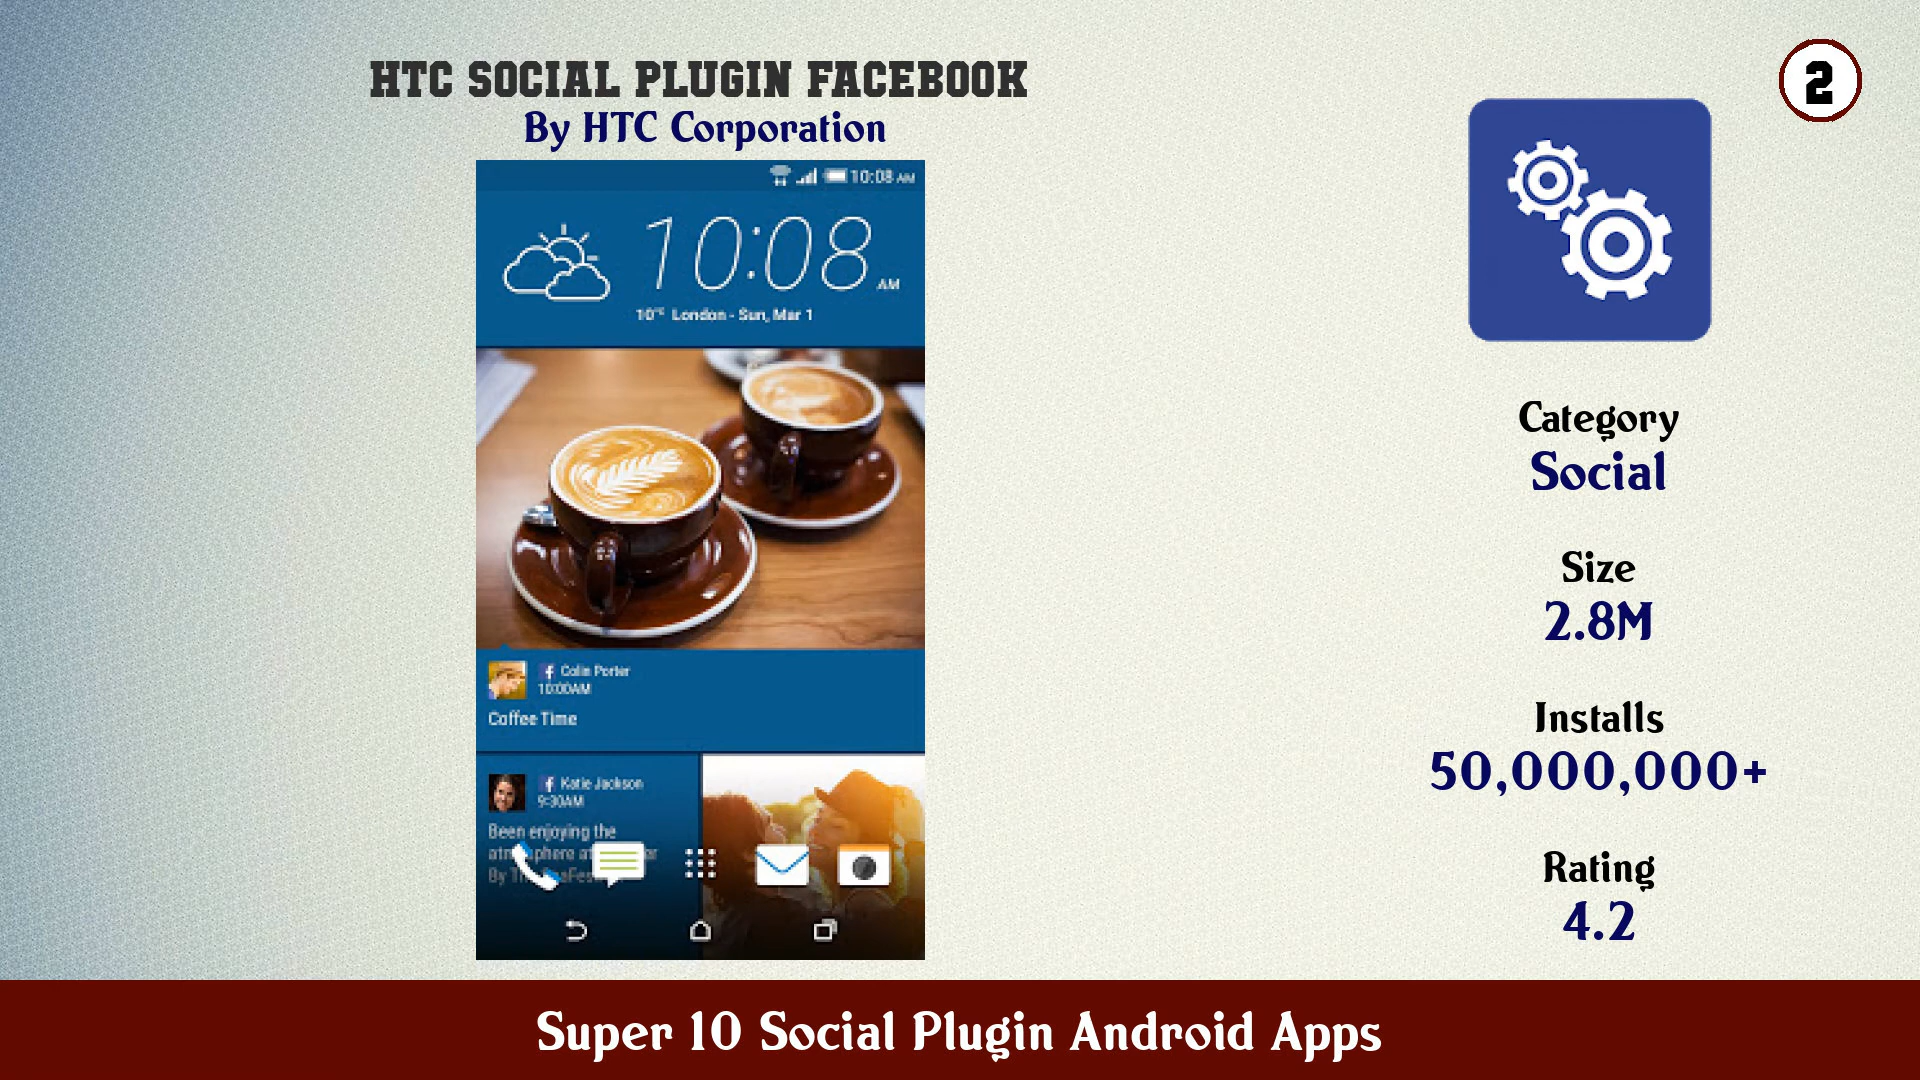 HTC SOCIAL PLUGIN FACEBOOK
By HTC Corporation
2
10:08 AM
10:08 AM
10°C London - Sun, Mar 1
Colin Porter
10:00AM
Coffee Time
Katie Jackson
9:30AM
Been enjoying the
By
Category
Social
Size
2.8M
Installs
50,000,000+
Rating
4.2
Super 10 Social Plugin Android Apps